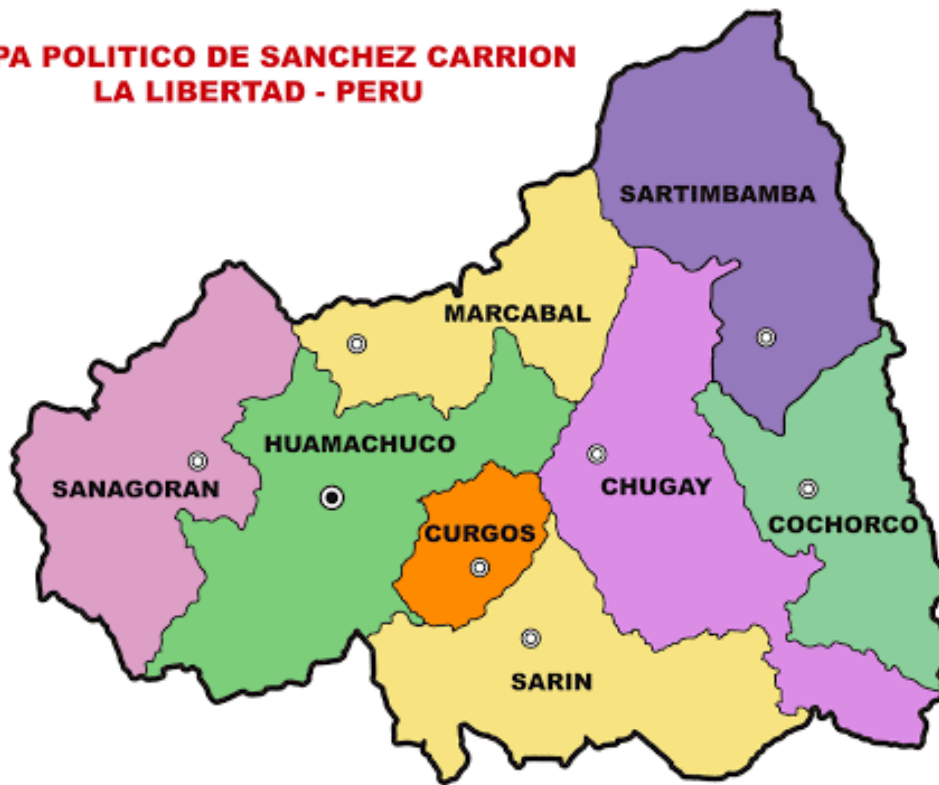 PA POLITICO DE SANCHEZ CARRION
LA LIBERTAD - PERU
SARTIMBAMBA
MARCABAL
HUAMACHUCO
SANAGORAN
CHUGAY
CURGOS
COCHORCO
SARIN